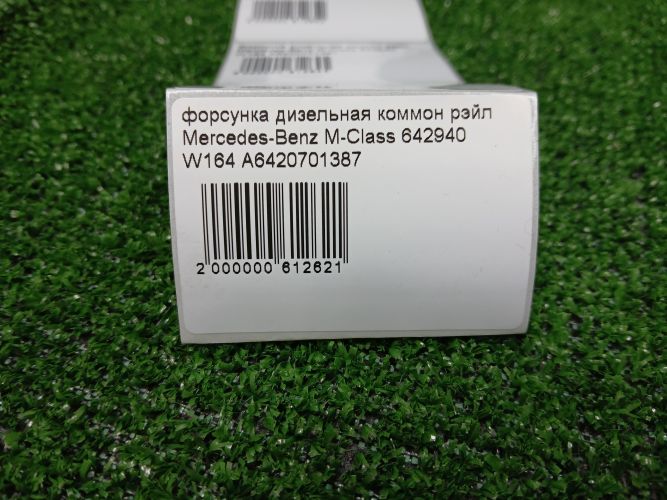 форсунка дизельная коммон рэйл
Mercedes-Benz M-Class 642940
W164 A6420701387
2 000000 612621